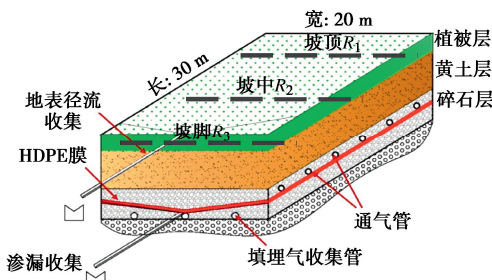 宽: 20 m
长: 30 m
坡顶R1
坡中R2
坡脚R3
植被层
黄土层
碎石层
地表径流
收集
HDPE膜
通气管
填埋气收集管
渗漏收集